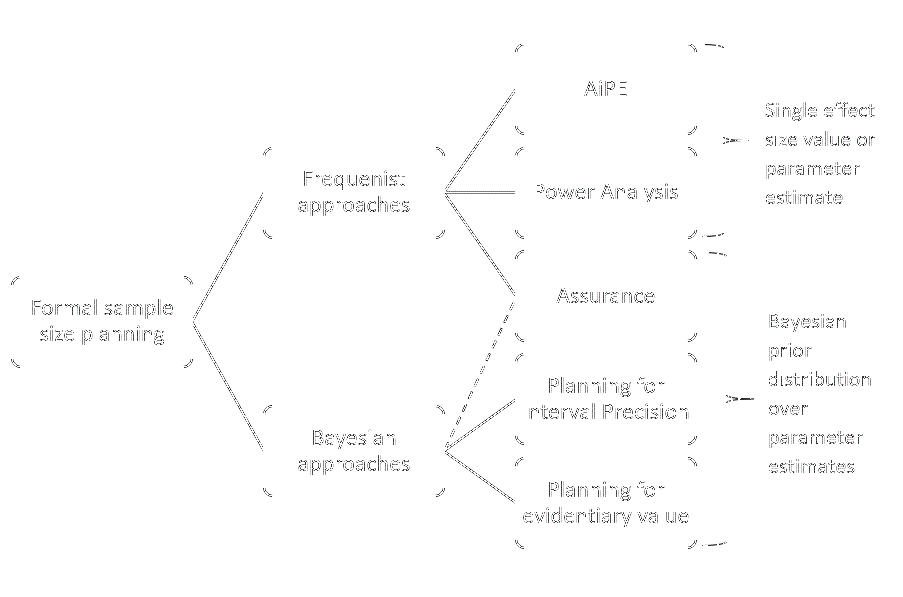 AiPE
Single effect
size value or
parameter
estimate
Frequenist
approaches
Power Analysis
Formal sample
size planning
Assurance
Bayesian
prior
distribution
over
parameter
estimates
Planning for
Interval Precision
Bayesian
approaches
Planning for
evidentiary value